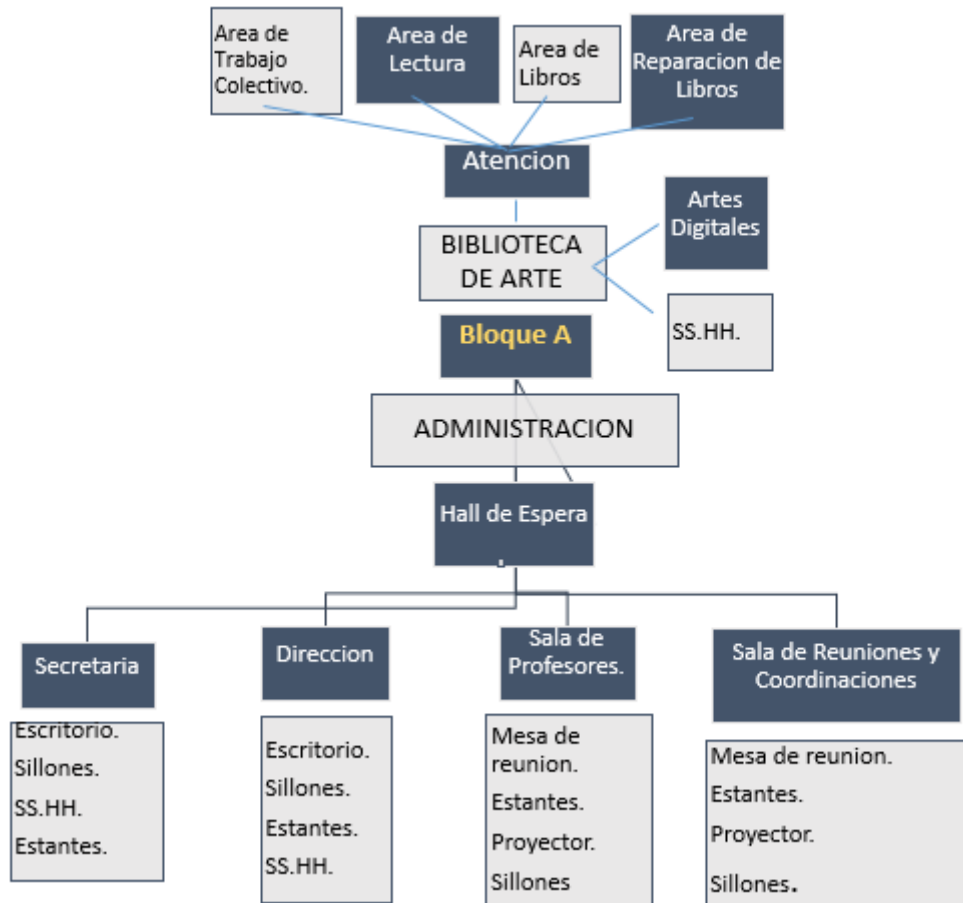 Area de
Trabajo
Colectivo.
Area de
Lectura
Area de
Libros
Area de
Reparacion de
Libros
Atencion
Artes
Digitales
BIBLIOTECA
DE ARTE
SS.HH.
Bloque A
ADMINISTRACION
Hall de Espera
Secretaria
Direccion
Sala de
Profesores.
Sala de Reuniones y
Coordinaciones
Escritorio.
Sillones.
SS.HH.
Estantes.
Escritorio.
Sillones.
Estantes.
SS.HH.
Mesa de
reunion.
Estantes.
Proyector.
Sillones
Mesa de reunion.
Estantes.
Proyector.
Sillones.